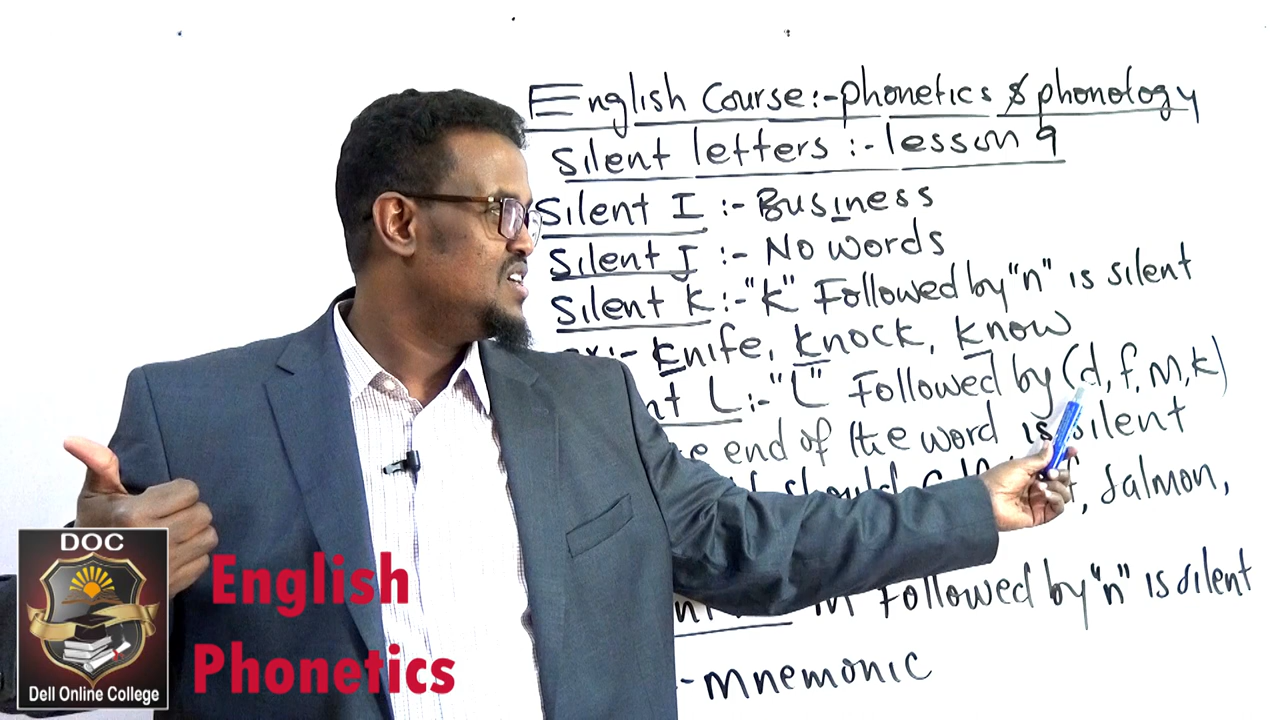 English Course:-phonetics & phonology
Silent letters :- lesson 9
Silent I :- Business
Silent J :- No words
Silent K :- "K" Followed by "n" is silent
:- knife, knock, know
L :- "L" Followed by (d, f, M, k)
end of the word is silent
should salmon,
M Followed by "n" is silent
:- Mnemonic
DOC
Dell Online College
English
Phonetics